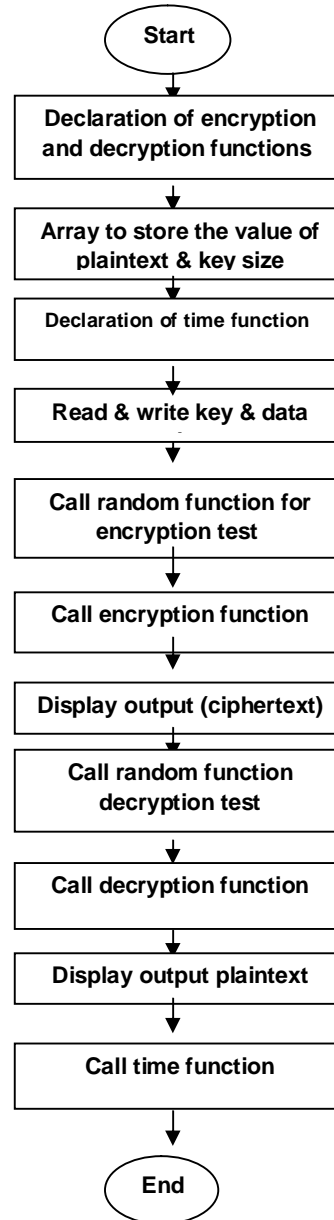 Start
Declaration of encryption
and decryption functions
Array to store the value of
plaintext & key size
Declaration of time function
Read & write key & data
Call random function for
encryption test
Call encryption function
Display output (ciphertext)
Call random function
decryption test
Call decryption function
Display output plaintext
Call time function
End